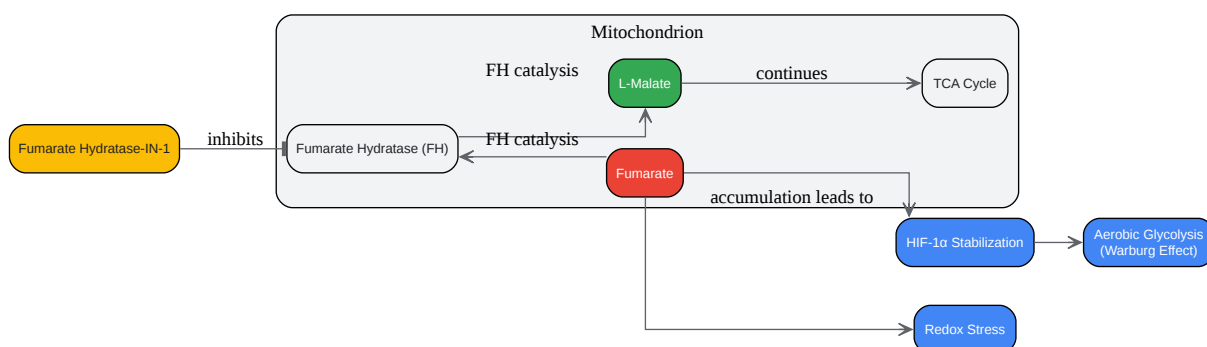 Mitochondrion
FH catalysis
L-Malate
continues
TCA Cycle
Fumarate Hydratase-IN-1
inhibits
Fumarate Hydratase (FH)
FH catalysis
Fumarate
accumulation leads to
HIF-1α Stabilization
Aerobic Glycolysis
(Warburg Effect)
Redox Stress